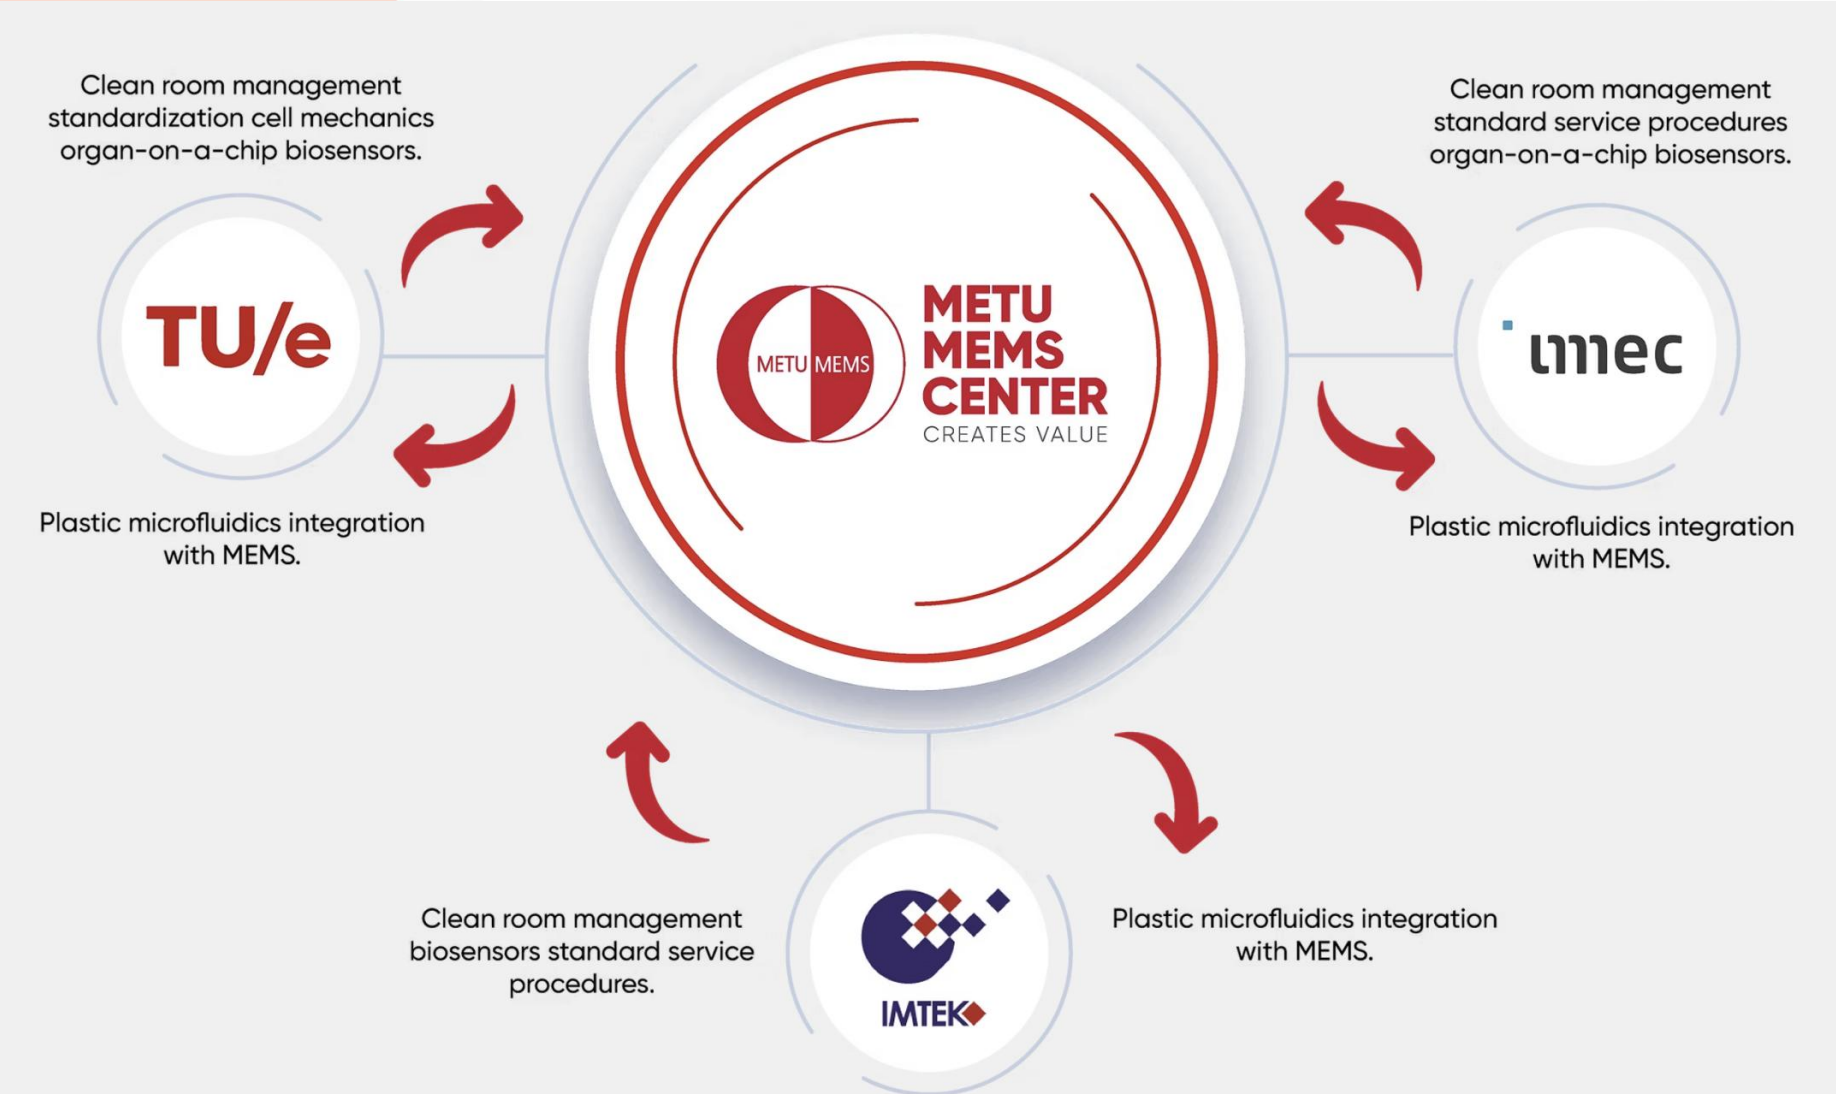 Clean room management
standardization cell mechanics
organ-on-a-chip biosensors.
TU/e
Plastic microfluidics integration
with MEMS.
METU MEMS
METU
MEMS
CENTER
CREATES VALUE
Clean room management
standard service procedures
organ-on-a-chip biosensors.
imec
Plastic microfluidics integration
with MEMS.
Clean room management
biosensors standard service
procedures.
IMTEK
Plastic microfluidics integration
with MEMS.